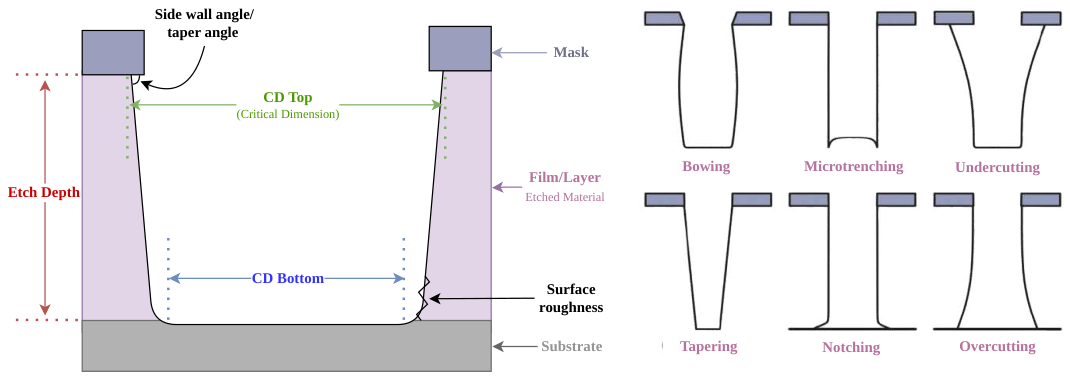 Side wall angle/
taper angle
Mask
CD Top
(Critical Dimension)
Etch Depth
Film/Layer
Etched Material
CD Bottom
Surface
roughness
Substrate
Bowing
Microtrenching
Undercutting
Tapering
Notching
Overcutting